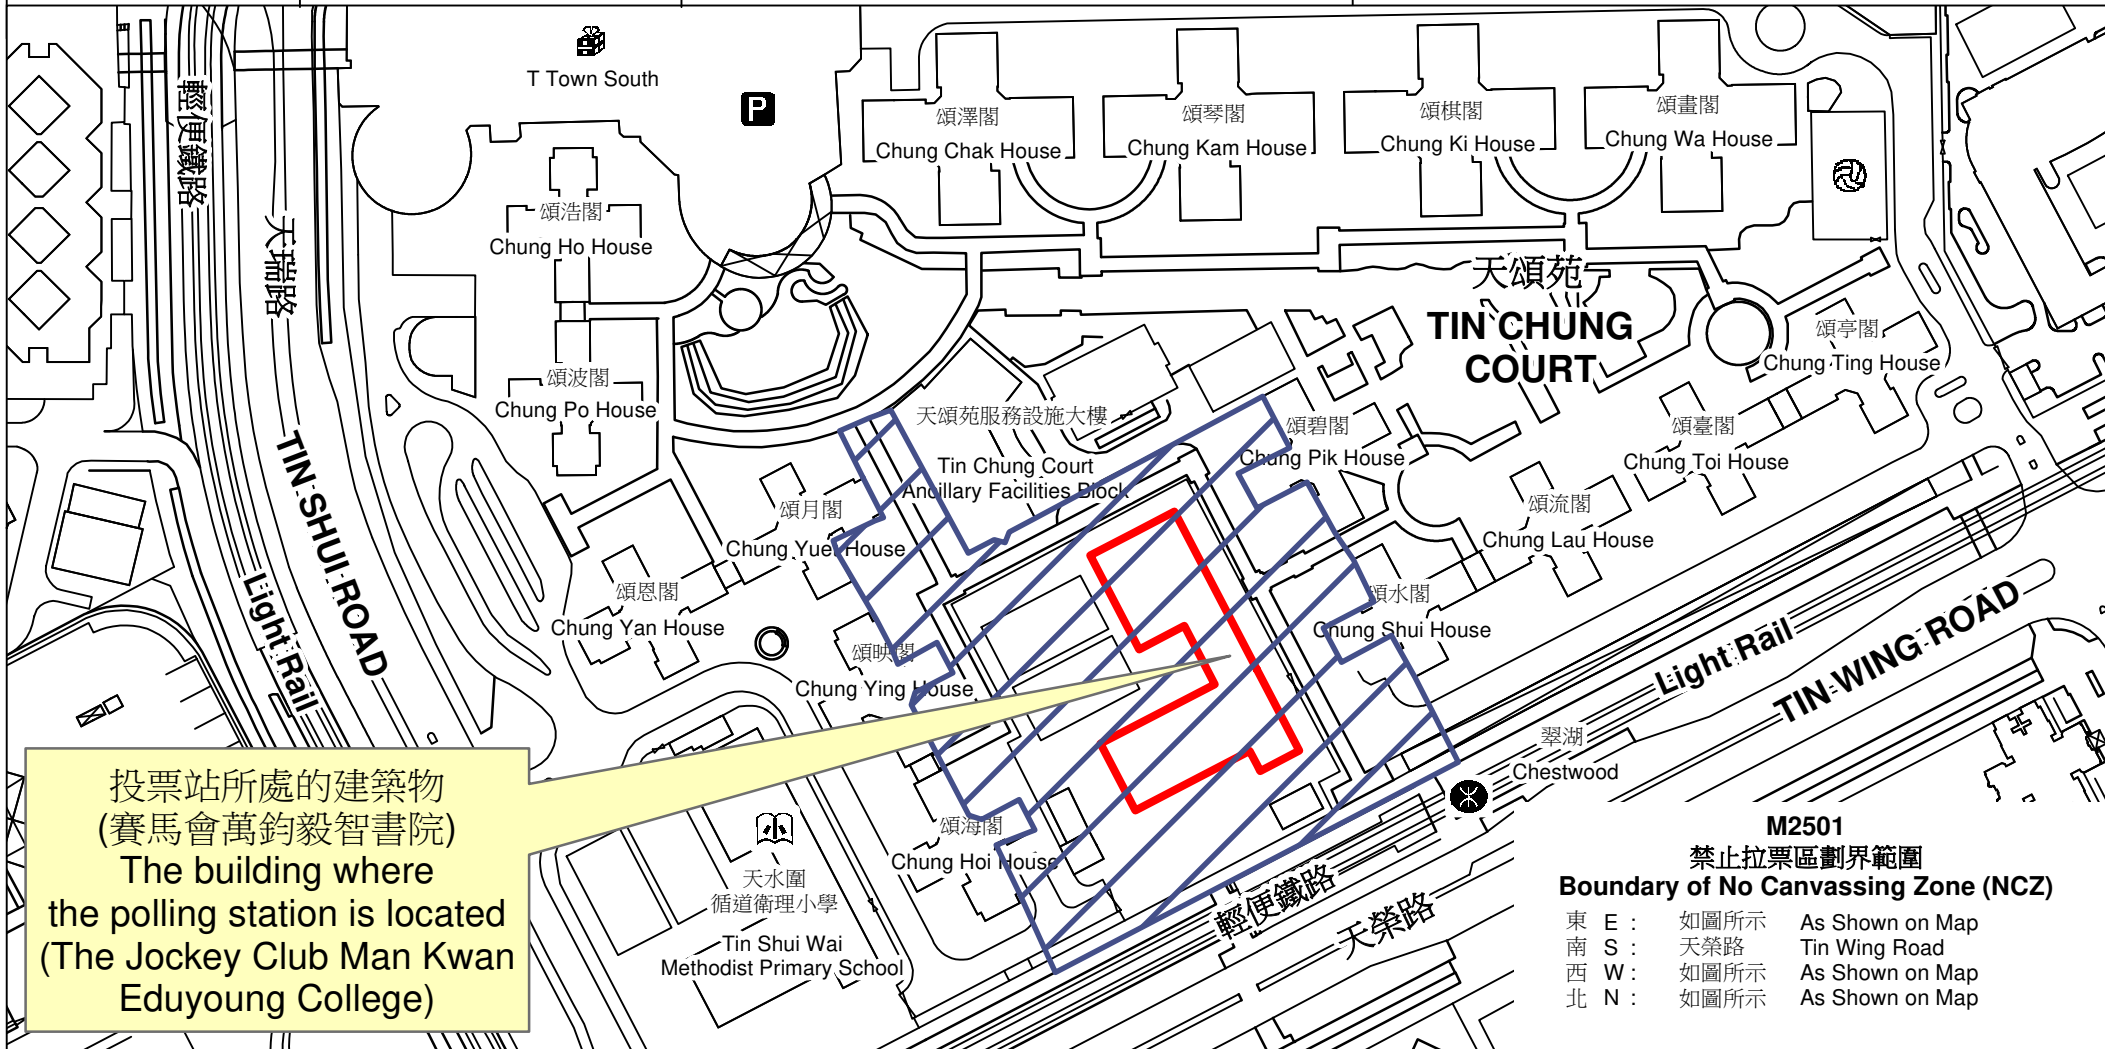 T Town South
P
輕便鐵路
天瑞路
頌澤閣
Chung Chak House
頌琴閣
Chung Kam House
頌棋閣
Chung Ki House
頌畫閣
Chung Wa House
頌浩閣
Chung Ho House
天頌苑
TIN CHUNG
COURT
頌亭閣
Chung Ting House
頌波閣
Chung Po House
天頌苑服務設施大樓
Tin Chung Court
Ancillary Facilities Block
頌碧閣
Chung Pik House
頌臺閣
Chung Toi House
TIN SHUI ROAD
Light Rail
頌月閣
Chung Yuet House
頌流閣
Chung Lau House
頌恩閣
Chung Yan House
頌水閣
Chung Shui House
頌映閣
Chung Ying House
Light Rail
TIN WING ROAD
翠湖
Chestwood
投票站所處的建築物
(賽馬會萬鈞毅智書院)
The building where
the polling station is located
(The Jockey Club Man Kwan
Eduyoung College)
頌海閣
Chung Hoi House
天水圍
循道衛理小學
Tin Shui Wai
Methodist Primary School
輕便鐵路
天榮路
M2501
禁止拉票區劃界範圍
Boundary of No Canvassing Zone (NCZ)
東 E : 如圖所示 As Shown on Map
南 S : 天榮路 Tin Wing Road
西 W : 如圖所示 As Shown on Map
北 N : 如圖所示 As Shown on Map